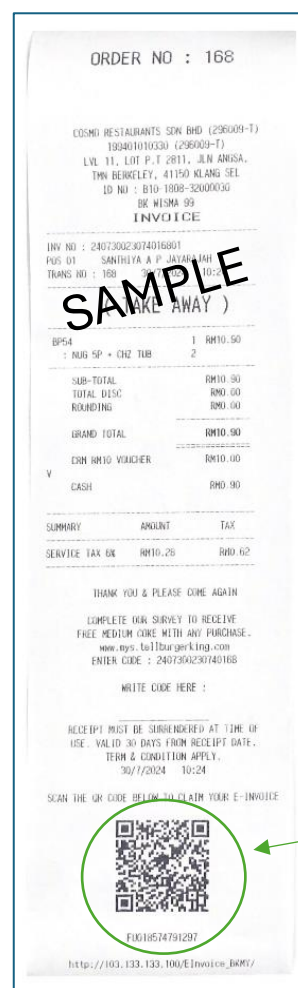 ORDER NO : 168
COSMO RESTAURANTS SDN BHD (296009-T)
199401010330 (296009-T)
LVL 11, LOT P.T 2811, JLN ANGSA,
TMN BERKELEY, 41150 KLANG SEL
ID NO : B10-1808-32000030
BK WISMA 99
INVOICE
INV NO : 240730023074016801
POS 01 SANTHIYA A P JAYARAJAH
TRANS NO : 168 10:2
SAMPLE
( TAKE AWAY )
BP54 1 RM10.90
: NUG 5P + CHZ TUB 2
SUB-TOTAL RM10.90
TOTAL DISC RM0.00
ROUNDING RM0.00
GRAND TOTAL RM10.90
CRM RM10 VOUCHER RM10.00
V
CASH RM0.90
SUMMARY AMOUNT TAX
SERVICE TAX 6% RM10.28 RM0.62
THANK YOU & PLEASE COME AGAIN
COMPLETE OUR SURVEY TO RECEIVE
FREE MEDIUM COKE WITH ANY PURCHASE.
www.mys.tellburgerking.com
ENTER CODE : 2407300230740168
WRITE CODE HERE :
RECEIPT MUST BE SURRENDERED AT TIME OF
USE. VALID 30 DAYS FROM RECEIPT DATE.
TERM & CONDITION APPLY.
30/7/2024 10:24
SCAN THE QR CODE BELOW TO CLAIM YOUR E-INVOICE
FU018574791297
http://103.133.133.100/EInvoice_BKMY/